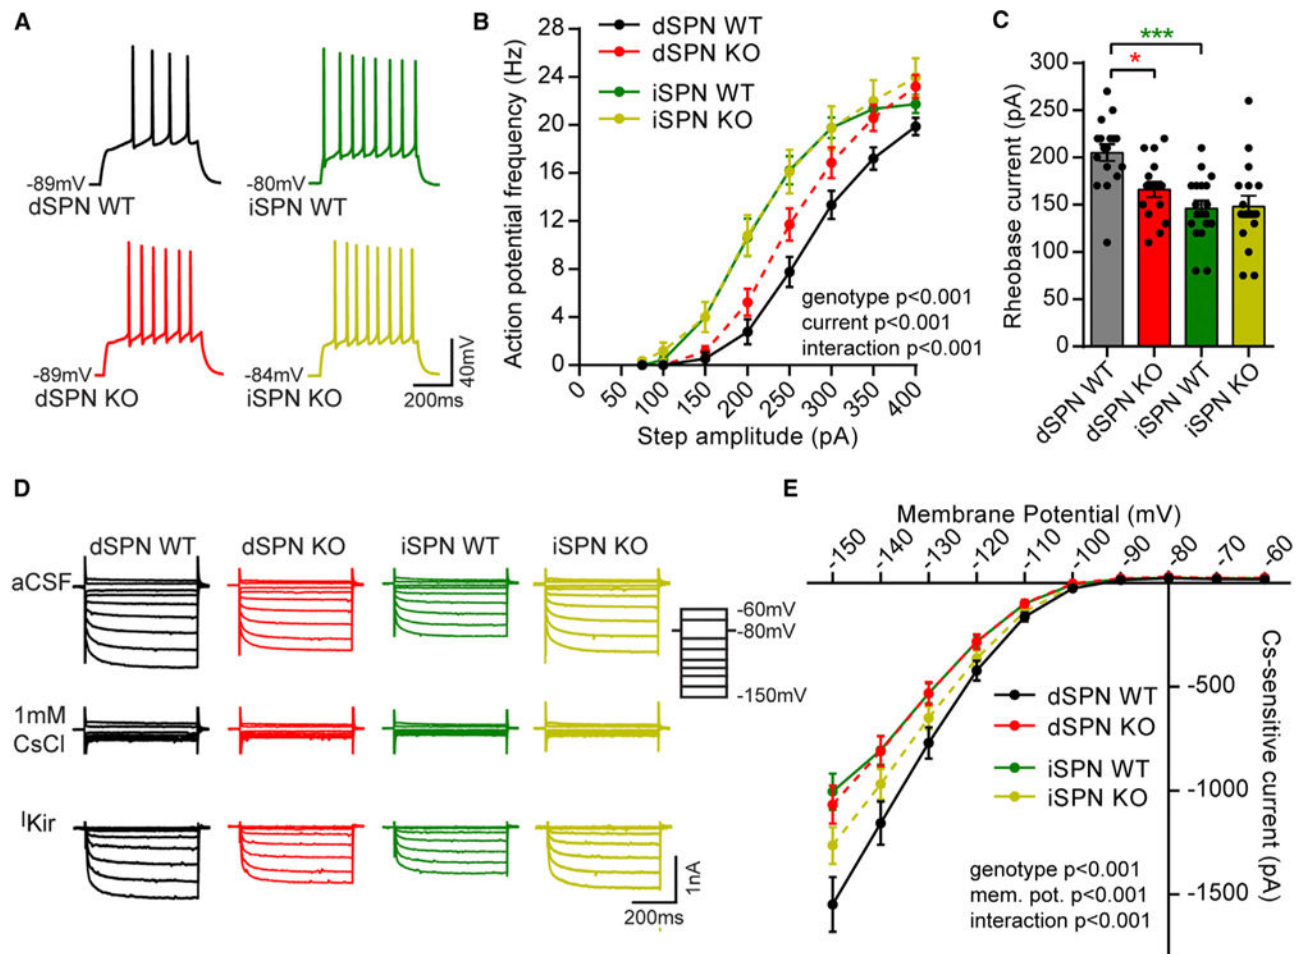 A
-89mV
dSPN WT
-80mV
iSPN WT
-89mV
dSPN KO
-84mV
iSPN KO
40mV
200ms
B
Action potential frequency (Hz)
28
24
20
16
12
8
4
0
0
50
100
150
200
250
300
350
400
Step amplitude (pA)
dSPN WT
dSPN KO
iSPN WT
iSPN KO
genotype p<0.001
current p<0.001
interaction p<0.001
C
***
*
Rheobase current (pA)
300
250
200
150
100
50
0
dSPN WT
dSPN KO
iSPN WT
iSPN KO
D
dSPN WT
dSPN KO
iSPN WT
iSPN KO
aCSF
-60mV
-80mV
-150mV
1mM
CsCl
IKir
1nA
200ms
E
Membrane Potential (mV)
-150
-140
-130
-120
-110
-100
-90
-80
-70
-60
Cs-sensitive current (pA)
-500
-1000
-1500
dSPN WT
dSPN KO
iSPN WT
iSPN KO
genotype p<0.001
mem. pot. p<0.001
interaction p<0.001